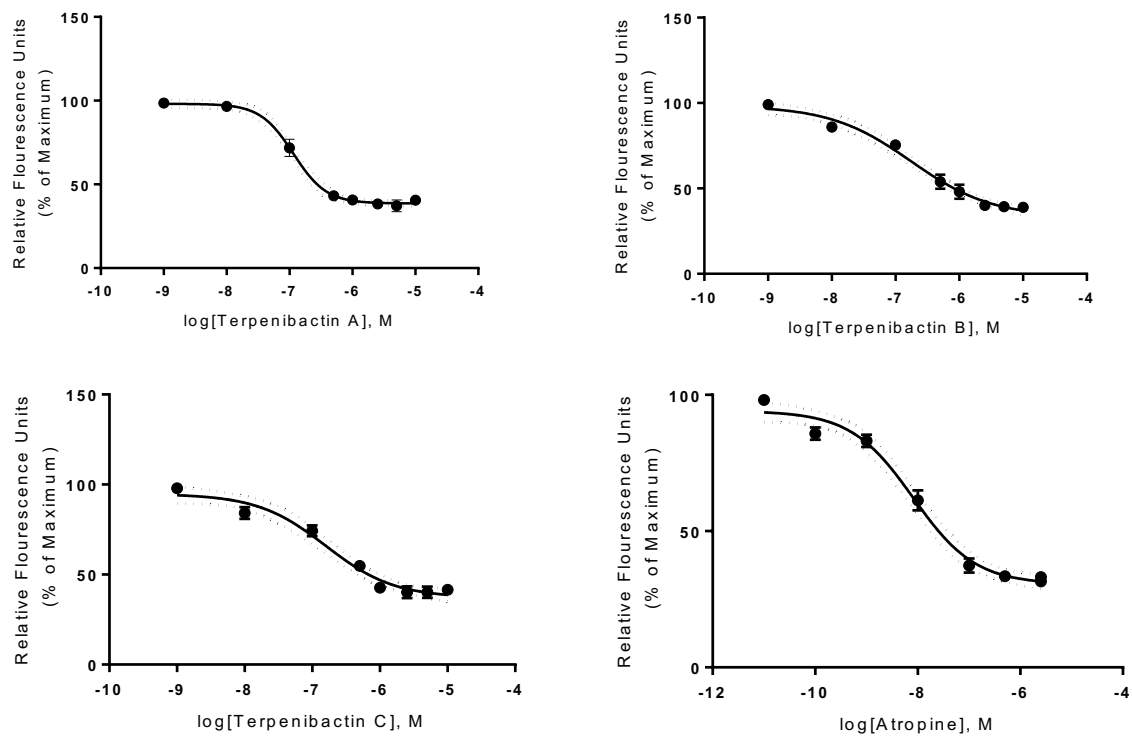 Relative Flourescence Units
(% of Maximum)
150
100
50
0
-10 -9 -8 -7 -6 -5 -4
log[Terpenibactin A], M
Relative Flourescence Units
(% of Maximum)
150
100
50
0
-10 -9 -8 -7 -6 -5 -4
log[Terpenibactin B], M
Relative Flourescence Units
(% of Maximum)
150
100
50
0
-10 -9 -8 -7 -6 -5 -4
log[Terpenibactin C], M
Relative Flourescence Units
(% of Maximum)
100
50
0
-12 -10 -8 -6 -4
log[Atropine], M